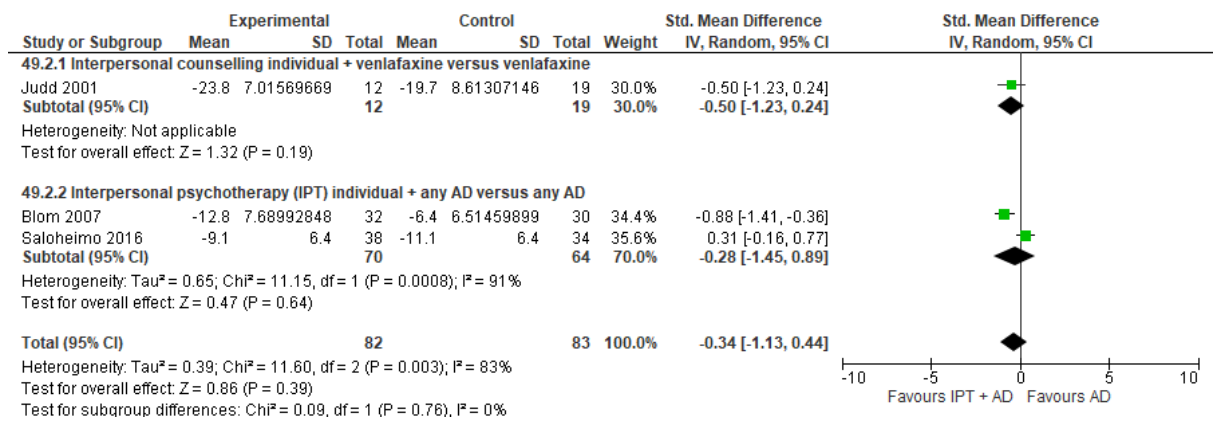 Experimental Control Std. Mean Difference Std. Mean Difference
Study or Subgroup Mean SD Total Mean SD Total Weight IV, Random, 95% CI IV, Random, 95% CI
49.2.1 Interpersonal counselling individual + venlafaxine versus venlafaxine
Judd 2001 -23.8 7.01569669 12 -19.7 8.61307146 19 30.0% -0.50 [-1.23, 0.24]
Subtotal (95% CI) 12 19 30.0% -0.50 [-1.23, 0.24]
Heterogeneity: Not applicable
Test for overall effect: Z = 1.32 (P = 0.19)
49.2.2 Interpersonal psychotherapy (IPT) individual + any AD versus any AD
Blom 2007 -12.8 7.68992848 32 -6.4 6.51459899 30 34.4% -0.88 [-1.41, -0.36]
Saloheimo 2016 -9.1 6.4 38 -11.1 6.4 34 35.6% 0.31 [-0.16, 0.77]
Subtotal (95% CI) 70 64 70.0% -0.28 [-1.45, 0.89]
Heterogeneity: Tau² = 0.65; Chi² = 11.15, df = 1 (P = 0.0008); I² = 91%
Test for overall effect: Z = 0.47 (P = 0.64)
Total (95% CI) 82 83 100.0% -0.34 [-1.13, 0.44]
Heterogeneity: Tau² = 0.39; Chi² = 11.60, df = 2 (P = 0.003); I² = 83%
Test for overall effect: Z = 0.86 (P = 0.39)
Test for subgroup differences: Chi² = 0.09, df = 1 (P = 0.76), I² = 0%
-10 -5 0 5 10
Favours IPT + AD Favours AD